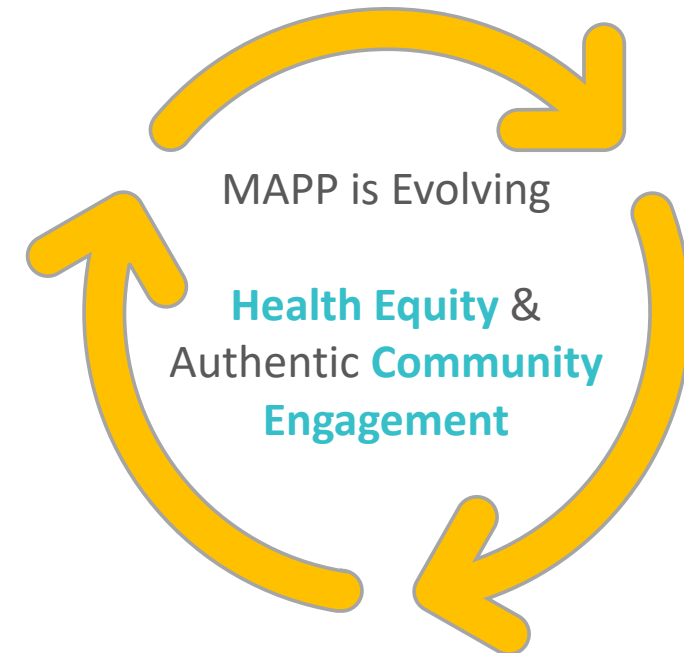 MAPP is Evolving
Health Equity &
Authentic Community
Engagement